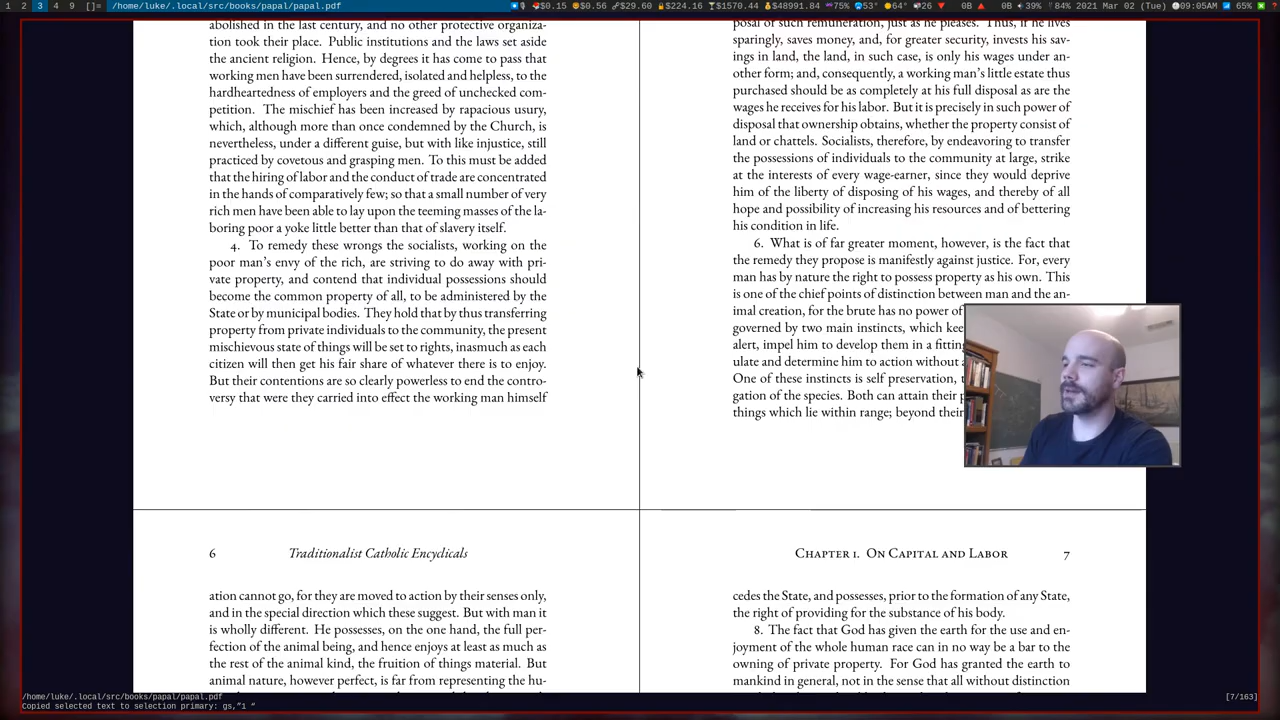 1 2 3 4 9 []= /home/luke/.local/src/books/papal/papal.pdf
$0.15 $0.56 $29.60 $224.16 $1570.44 $48991.84 75% 53° 64° 26 0B 0B 39% 84% 2021 Mar 02 (Tue) 09:05AM 65%
abolished in the last century, and no other protective organiza-
tion took their place. Public institutions and the laws set aside
the ancient religion. Hence, by degrees it has come to pass that
working men have been surrendered, isolated and helpless, to the
hardheartedness of employers and the greed of unchecked com-
petition. The mischief has been increased by rapacious usury,
which, although more than once condemned by the Church, is
nevertheless, under a different guise, but with like injustice, still
practiced by covetous and grasping men. To this must be added
that the hiring of labor and the conduct of trade are concentrated
in the hands of comparatively few; so that a small number of very
rich men have been able to lay upon the teeming masses of the la-
boring poor a yoke little better than that of slavery itself.
4. To remedy these wrongs the socialists, working on the
poor man's envy of the rich, are striving to do away with pri-
vate property, and contend that individual possessions should
become the common property of all, to be administered by the
State or by municipal bodies. They hold that by thus transferring
property from private individuals to the community, the present
mischievous state of things will be set to rights, inasmuch as each
citizen will then get his fair share of whatever there is to enjoy.
But their contentions are so clearly powerless to end the contro-
versy that were they carried into effect the working man himself
posal of such remuneration, just as he pleases. Thus, if he lives
sparingly, saves money, and, for greater security, invests his sav-
ings in land, the land, in such case, is only his wages under an-
other form; and, consequently, a working man's little estate thus
purchased should be as completely at his full disposal as are the
wages he receives for his labor. But it is precisely in such power of
disposal that ownership obtains, whether the property consist of
land or chattels. Socialists, therefore, by endeavoring to transfer
the possessions of individuals to the community at large, strike
at the interests of every wage-earner, since they would deprive
him of the liberty of disposing of his wages, and thereby of all
hope and possibility of increasing his resources and of bettering
his condition in life.
6. What is of far greater moment, however, is the fact that
the remedy they propose is manifestly against justice. For, every
man has by nature the right to possess property as his own. This
is one of the chief points of distinction between man and the an-
imal creation, for the brute has no power of
governed by two main instincts, which kee
alert, impel him to develop them in a fitting
ulate and determine him to action without a
One of these instincts is self preservation, t
gation of the species. Both can attain their p
things which lie within range; beyond their
6 Traditionalist Catholic Encyclicals
ation cannot go, for they are moved to action by their senses only,
and in the special direction which these suggest. But with man it
is wholly different. He possesses, on the one hand, the full per-
fection of the animal being, and hence enjoys at least as much as
the rest of the animal kind, the fruition of things material. But
animal nature, however perfect, is far from representing the hu-
Chapter 1. On Capital and Labor 7
cedes the State, and possesses, prior to the formation of any State,
the right of providing for the substance of his body.
8. The fact that God has given the earth for the use and en-
joyment of the whole human race can in no way be a bar to the
owning of private property. For God has granted the earth to
mankind in general, not in the sense that all without distinction
/home/luke/.local/src/books/papal/papal.pdf [7/163]
Copied selected text to selection primary: gs,"1 “